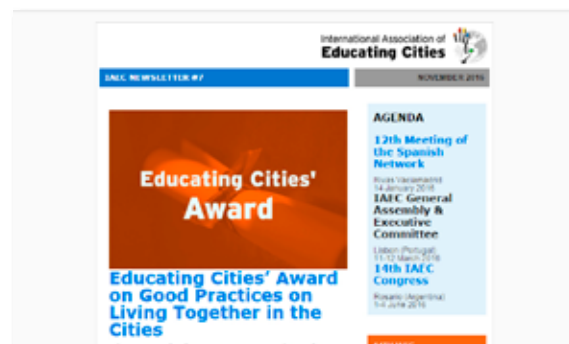 International Association of
Educating Cities
IAEC NEWSLETTER #7
NOVEMBER 2015
Educating Cities'
Award
Educating Cities' Award
on Good Practices on
Living Together in the
Cities
AGENDA
12th Meeting of
the Spanish
Network
Rivas Vaciamadrid
14 January 2016
IAEC General
Assembly &
Executive
Committee
Lisbon (Portugal)
11-12 March 2016
14th IAEC
Congress
Rosario (Argentina)
1-4 June 2016